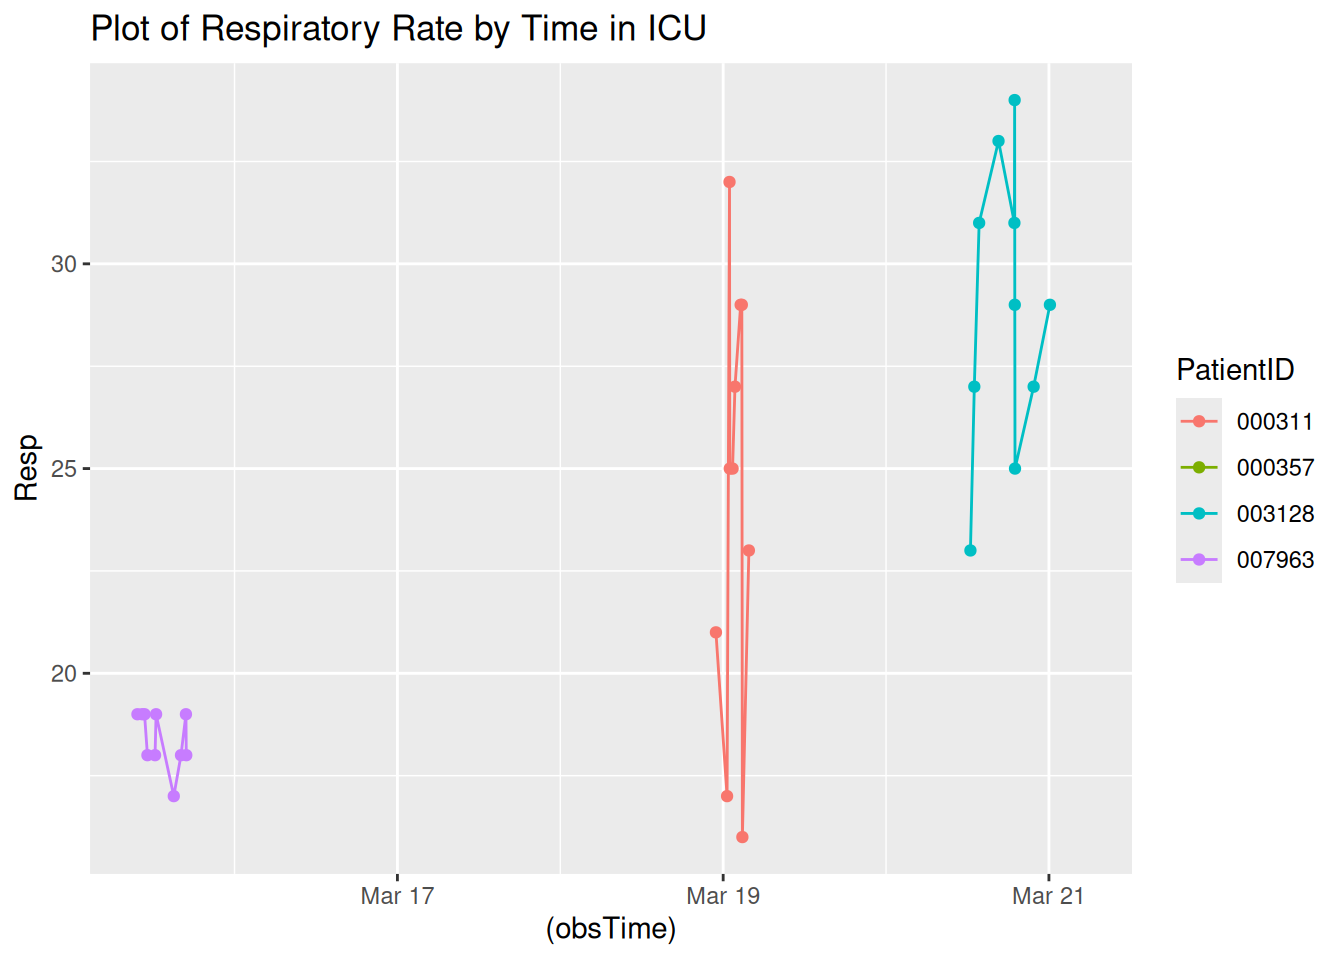 Plot of Respiratory Rate by Time in ICU
Resp
30
25
20
Mar 17
Mar 19
Mar 21
(obsTime)
PatientID
000311
000357
003128
007963